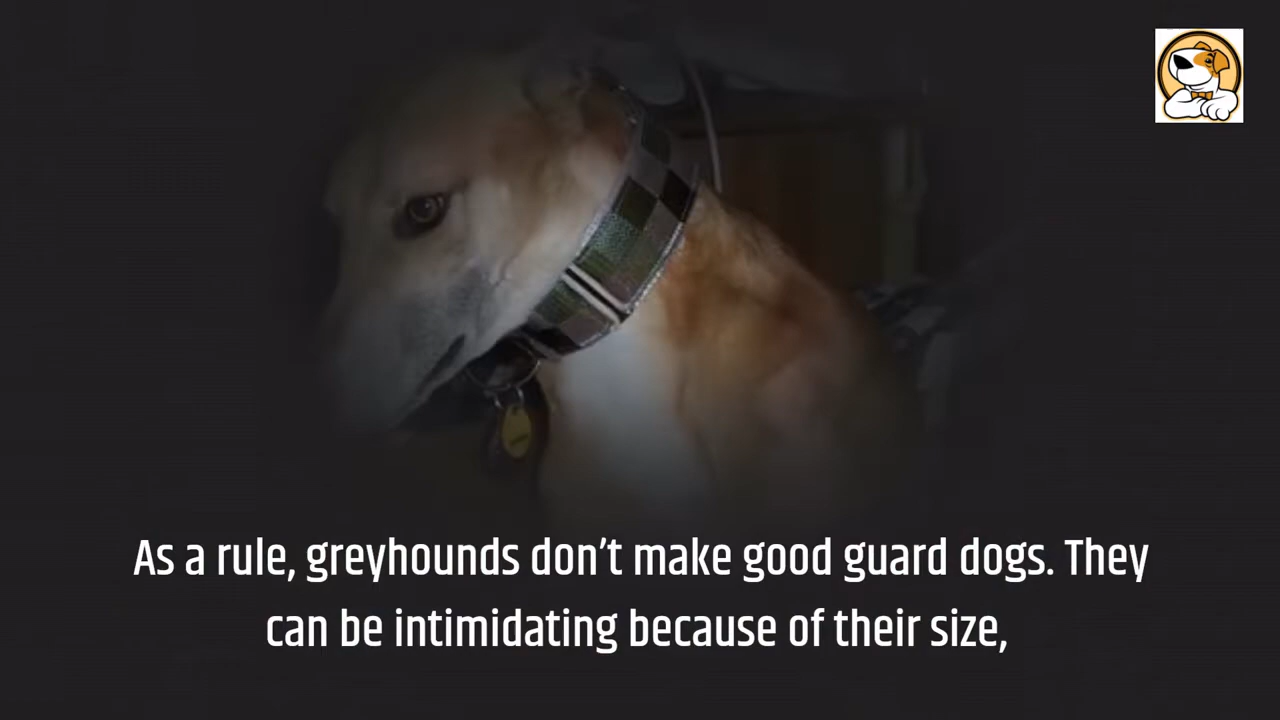 As a rule, greyhounds don’t make good guard dogs. They
can be intimidating because of their size,